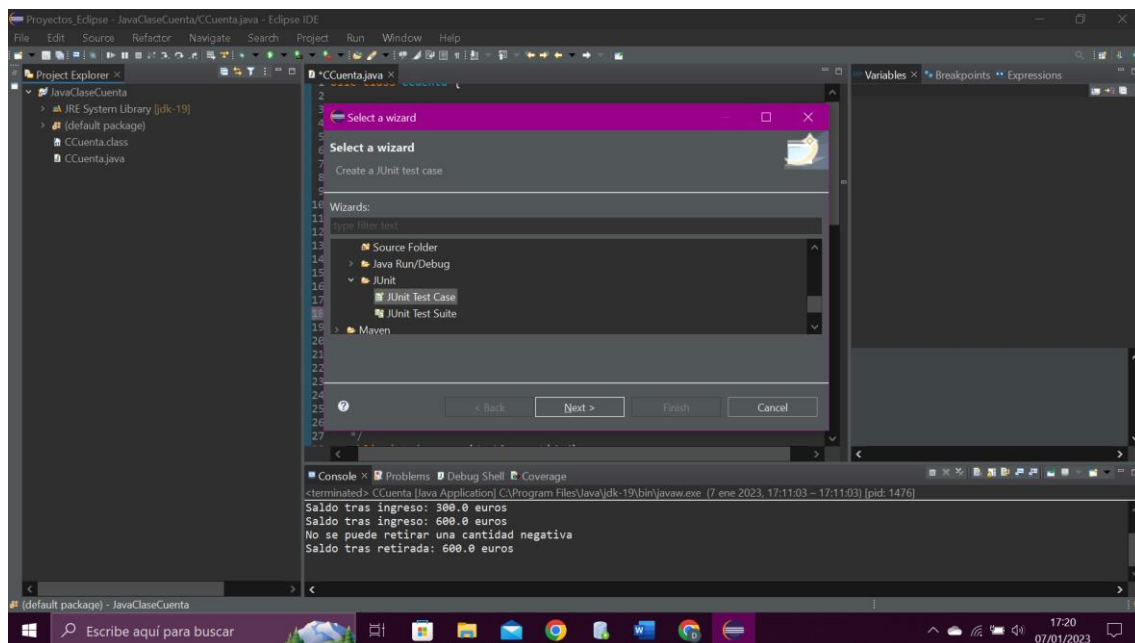 Proyectos_Eclipse - JavaClaseCuenta/CCuenta.java - Eclipse IDE
File Edit Source Refactor Navigate Search Project Run Window Help
Project Explorer
*CCuenta.java
Variables Breakpoints Expressions
JavaClaseCuenta
JRE System Library [jdk-19]
(default package)
CCuenta.class
CCuenta.java
2
3
Select a wizard
Select a wizard
Create a JUnit test case
Wizards:
type filter text
Source Folder
Java Run/Debug
JUnit
JUnit Test Case
JUnit Test Suite
Maven
< Back Next > Finish Cancel
27 */
Console Problems Debug Shell Coverage
<terminated> CCuenta [Java Application] C:\Program Files\Java\jdk-19\bin\javaw.exe (7 ene 2023, 17:11:03 – 17:11:03) [pid: 1476]
Saldo tras ingreso: 300.0 euros
Saldo tras ingreso: 600.0 euros
No se puede retirar una cantidad negativa
Saldo tras retirada: 600.0 euros
(default package) - JavaClaseCuenta
Escribe aquí para buscar
17:20
07/01/2023